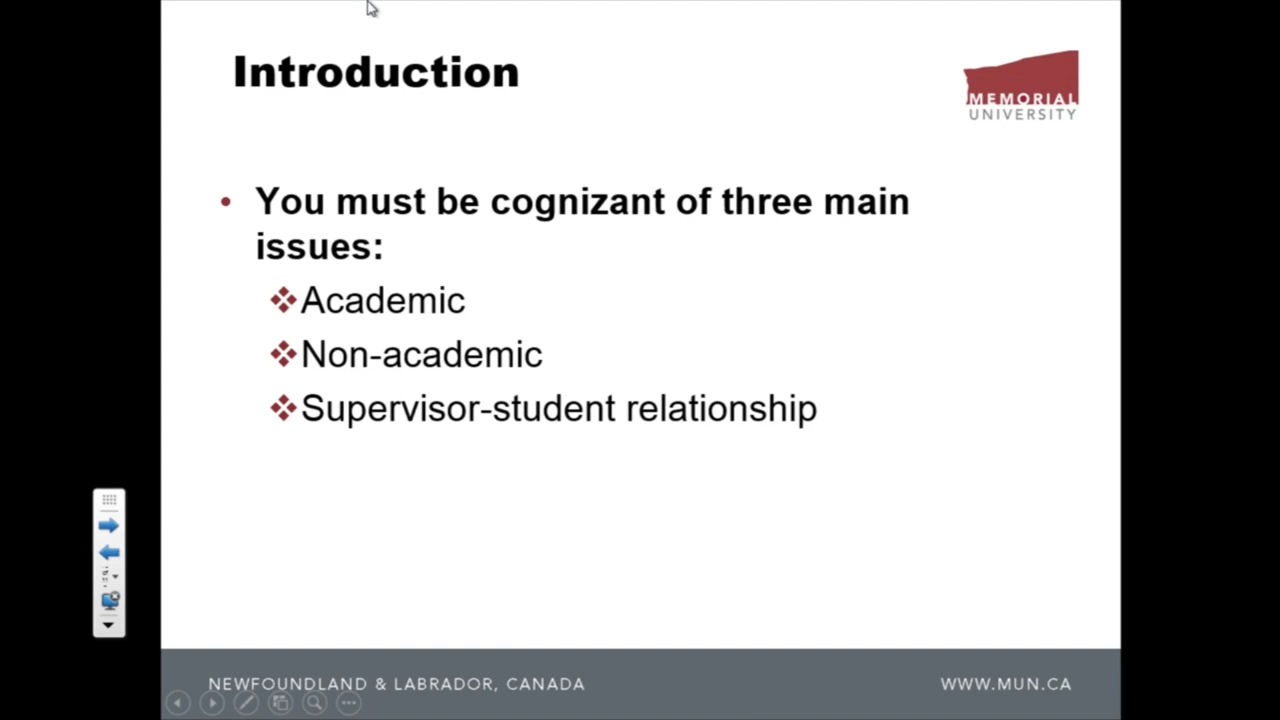 Introduction
MEMORIAL
UNIVERSITY
• You must be cognizant of three main
issues:
❖Academic
❖Non-academic
❖Supervisor-student relationship
NEWFOUNDLAND & LABRADOR, CANADA
WWW.MUN.CA